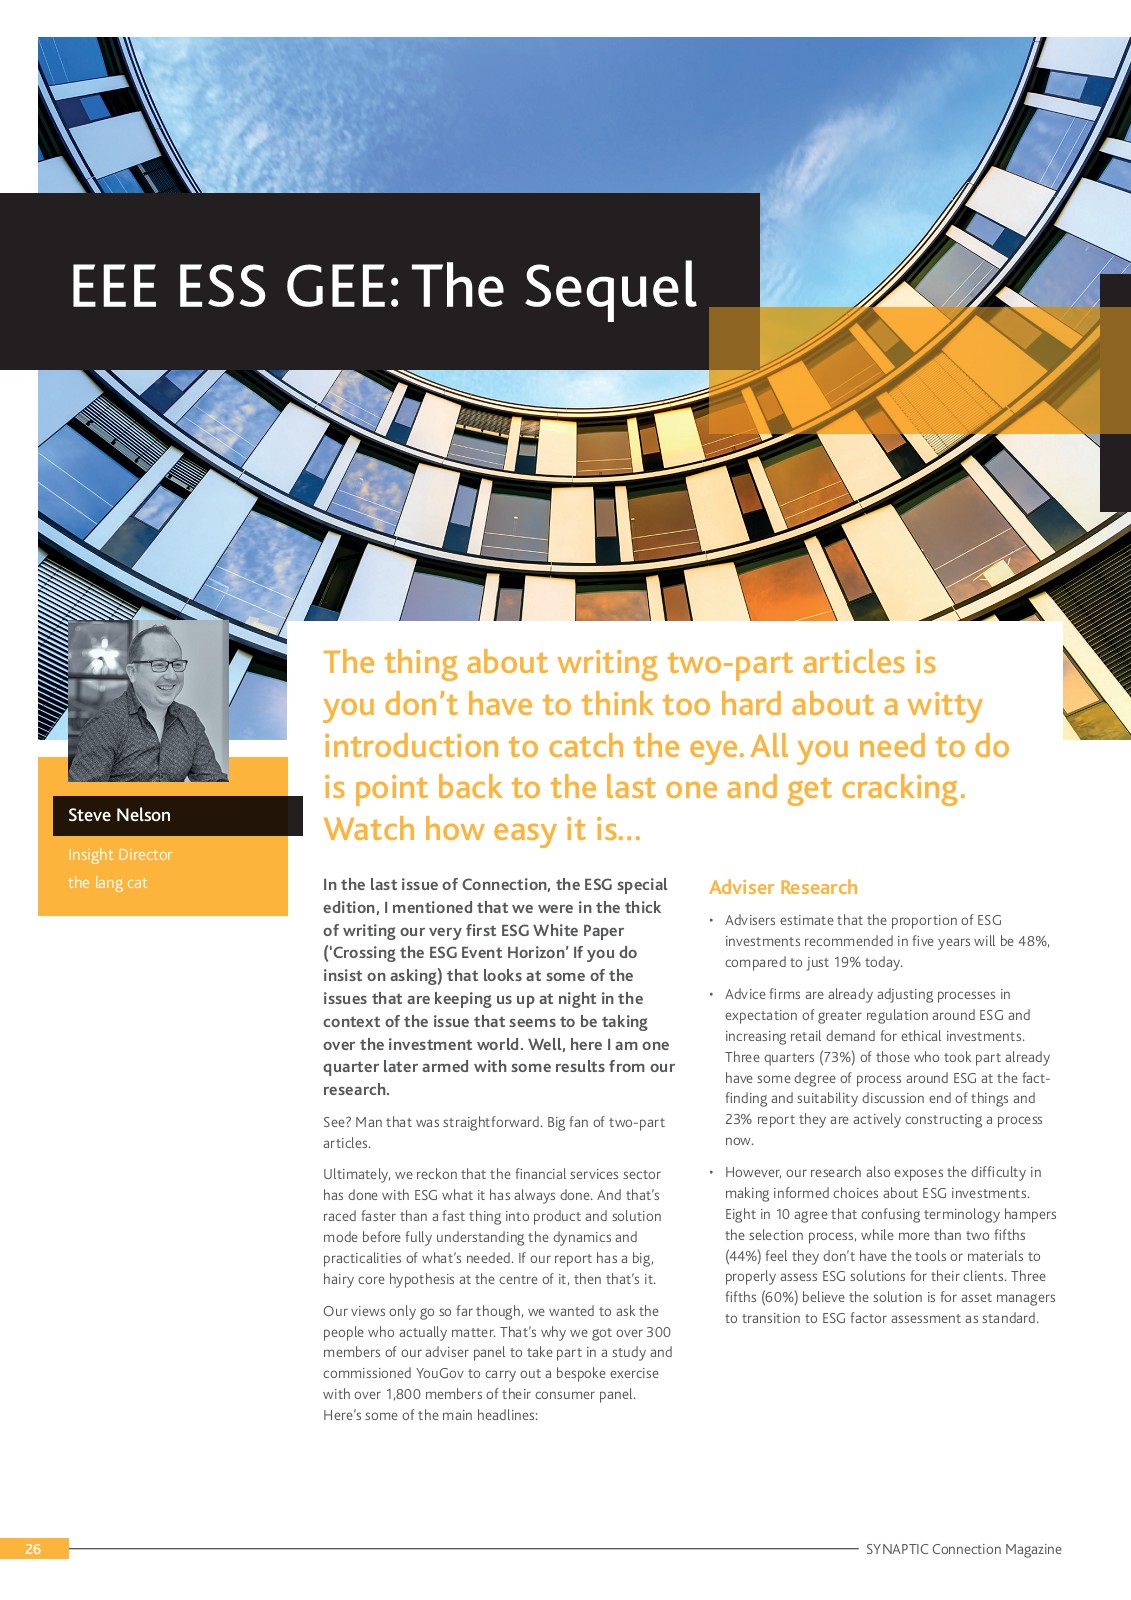 EEE ESS GEE: The Sequel
Steve Nelson
Insight Director
the lang cat
The thing about writing two-part articles is
you don’t have to think too hard about a witty
introduction to catch the eye. All you need to do
is point back to the last one and get cracking.
Watch how easy it is...
In the last issue of Connection, the ESG special
edition, I mentioned that we were in the thick
of writing our very first ESG White Paper
(‘Crossing the ESG Event Horizon’ If you do
insist on asking) that looks at some of the
issues that are keeping us up at night in the
context of the issue that seems to be taking
over the investment world. Well, here I am one
quarter later armed with some results from our
research.
See? Man that was straightforward. Big fan of two-part
articles.
Ultimately, we reckon that the financial services sector
has done with ESG what it has always done. And that’s
raced faster than a fast thing into product and solution
mode before fully understanding the dynamics and
practicalities of what’s needed. If our report has a big,
hairy core hypothesis at the centre of it, then that’s it.
Our views only go so far though, we wanted to ask the
people who actually matter. That’s why we got over 300
members of our adviser panel to take part in a study and
commissioned YouGov to carry out a bespoke exercise
with over 1,800 members of their consumer panel.
Here’s some of the main headlines:
Adviser Research
• Advisers estimate that the proportion of ESG
investments recommended in five years will be 48%,
compared to just 19% today.
• Advice firms are already adjusting processes in
expectation of greater regulation around ESG and
increasing retail demand for ethical investments.
Three quarters (73%) of those who took part already
have some degree of process around ESG at the fact-
finding and suitability discussion end of things and
23% report they are actively constructing a process
now.
• However, our research also exposes the difficulty in
making informed choices about ESG investments.
Eight in 10 agree that confusing terminology hampers
the selection process, while more than two fifths
(44%) feel they don’t have the tools or materials to
properly assess ESG solutions for their clients. Three
fifths (60%) believe the solution is for asset managers
to transition to ESG factor assessment as standard.
26
SYNAPTIC Connection Magazine